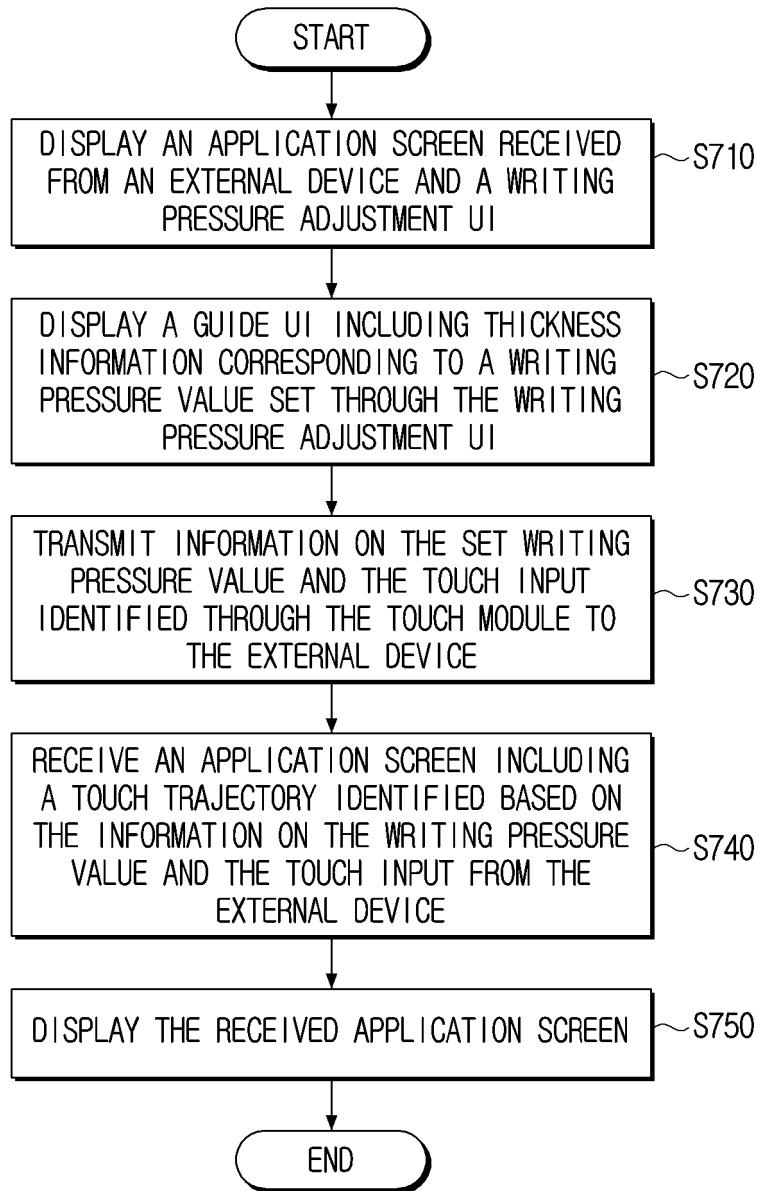 START
DISPLAY AN APPLICATION SCREEN RECEIVED
FROM AN EXTERNAL DEVICE AND A WRITING
PRESSURE ADJUSTMENT UI
S710
DISPLAY A GUIDE UI INCLUDING THICKNESS
INFORMATION CORRESPONDING TO A WRITING
PRESSURE VALUE SET THROUGH THE WRITING
PRESSURE ADJUSTMENT UI
S720
TRANSMIT INFORMATION ON THE SET WRITING
PRESSURE VALUE AND THE TOUCH INPUT
IDENTIFIED THROUGH THE TOUCH MODULE TO
THE EXTERNAL DEVICE
S730
RECEIVE AN APPLICATION SCREEN INCLUDING
A TOUCH TRAJECTORY IDENTIFIED BASED ON
THE INFORMATION ON THE WRITING PRESSURE
VALUE AND THE TOUCH INPUT FROM THE
EXTERNAL DEVICE
S740
DISPLAY THE RECEIVED APPLICATION SCREEN
S750
END